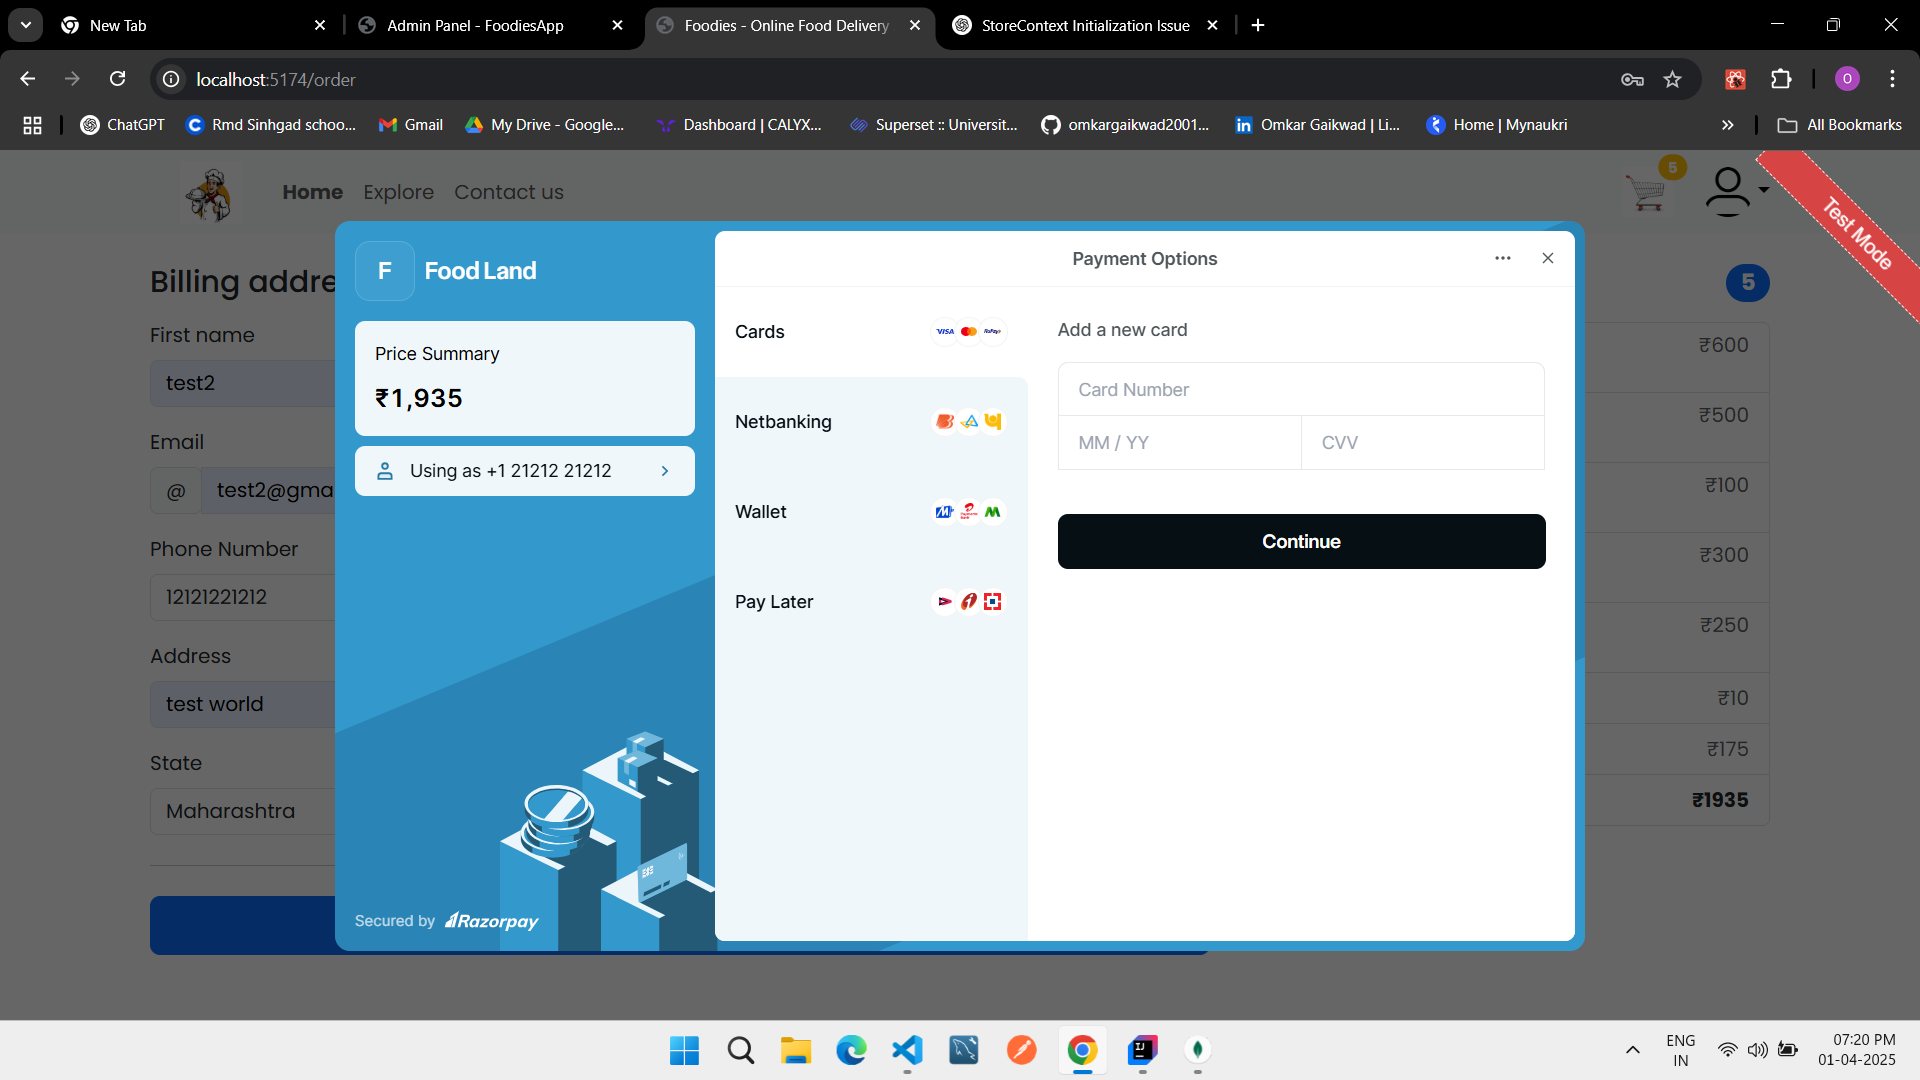 New Tab
Admin Panel - FoodiesApp
Foodies - Online Food Delivery
StoreContext Initialization Issue
localhost:5174/order
O
ChatGPT
Rmd Sinhgad schoo...
Gmail
My Drive - Google...
Dashboard | CALYX...
Superset :: Universit...
omkargaikwad2001...
Omkar Gaikwad | Li...
Home | Mynaukri
All Bookmarks
Home
Explore
Contact us
5
Test Mode
Billing addre
5
First name
test2
Email
@
test2@gma
Phone Number
12121221212
Address
test world
State
Maharashtra
F
Food Land
Price Summary
₹1,935
Using as +1 21212 21212
Secured by Razorpay
Payment Options
Cards
VISA
RuPay
Netbanking
Wallet
Pay Later
Add a new card
Card Number
MM / YY
CVV
Continue
₹600
₹500
₹100
₹300
₹250
₹10
₹175
₹1935
ENG
IN
07:20 PM
01-04-2025